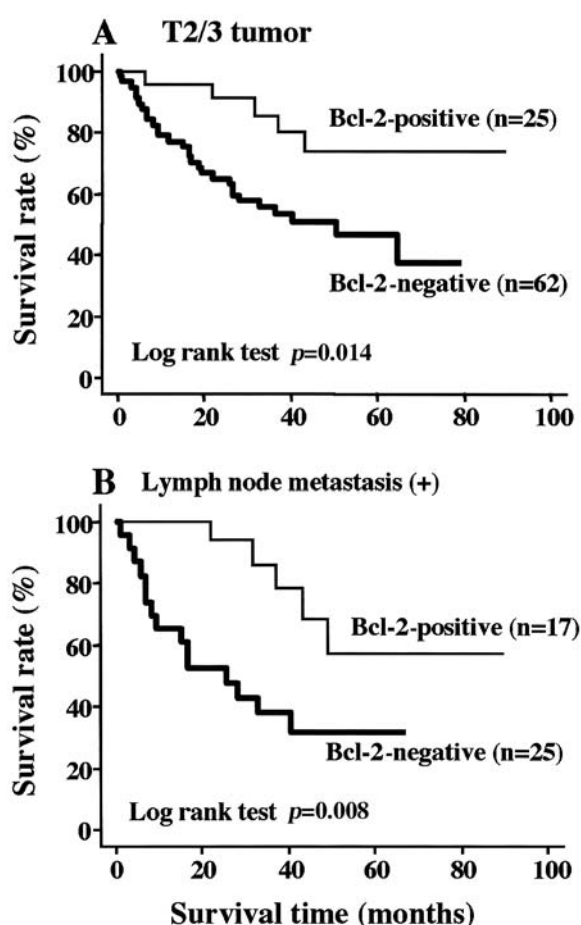 A T2/3 tumor
Survival rate (%)
100
80
60
40
20
0
Bcl-2-positive (n=25)
Bcl-2-negative (n=62)
Log rank test p=0.014
0 20 40 60 80 100
B Lymph node metastasis (+)
Survival rate (%)
100
80
60
40
20
0
Bcl-2-positive (n=17)
Bcl-2-negative (n=25)
Log rank test p=0.008
0 20 40 60 80 100
Survival time (months)